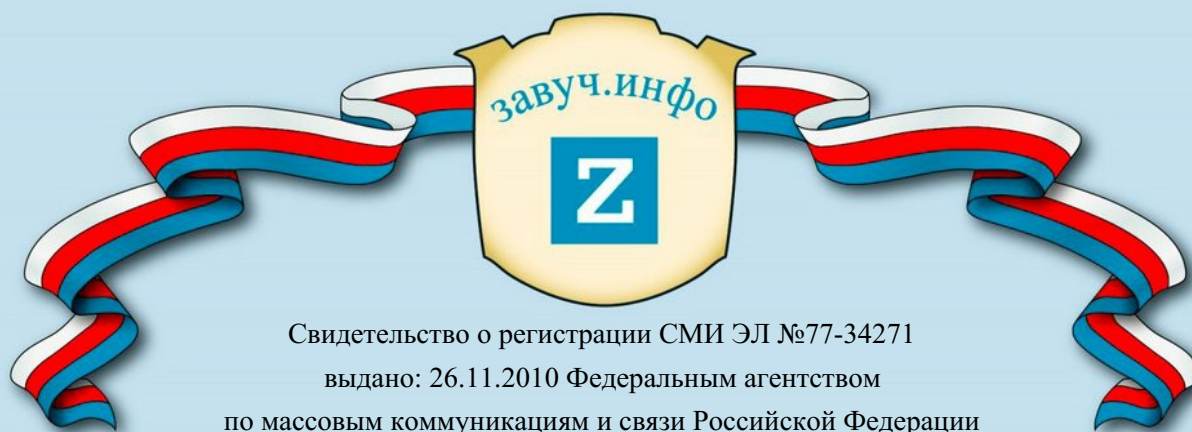 завуч.инфо
Z
Свидетельство о регистрации СМИ ЭЛ №77-34271
выдано: 26.11.2010 Федеральным агентством
по массовым коммуникациям и связи Российской Федерации